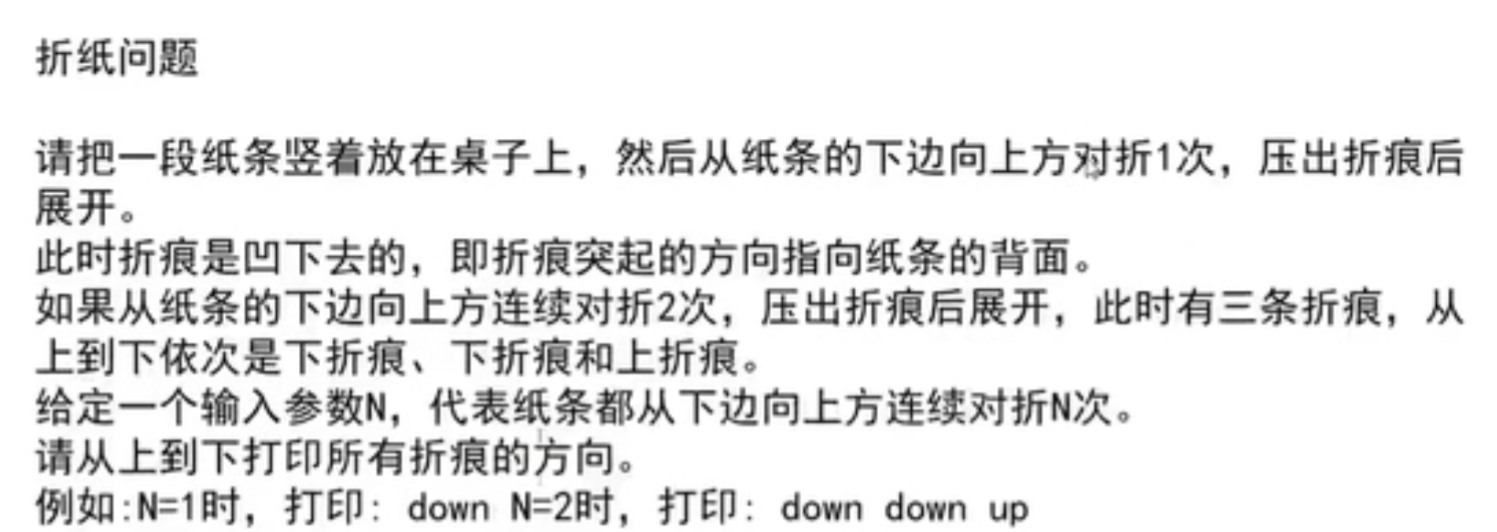 折纸问题
请把一段纸条竖着放在桌子上，然后从纸条的下边向上方对折1次，压出折痕后
展开。
此时折痕是凹下去的，即折痕突起的方向指向纸条的背面。
如果从纸条的下边向上方连续对折2次，压出折痕后展开，此时有三条折痕，从
上到下依次是下折痕、下折痕和上折痕。
给定一个输入参数N，代表纸条都从下边向上方连续对折N次。
请从上到下打印所有折痕的方向。
例如:N=1时，打印: down N=2时，打印: down down up